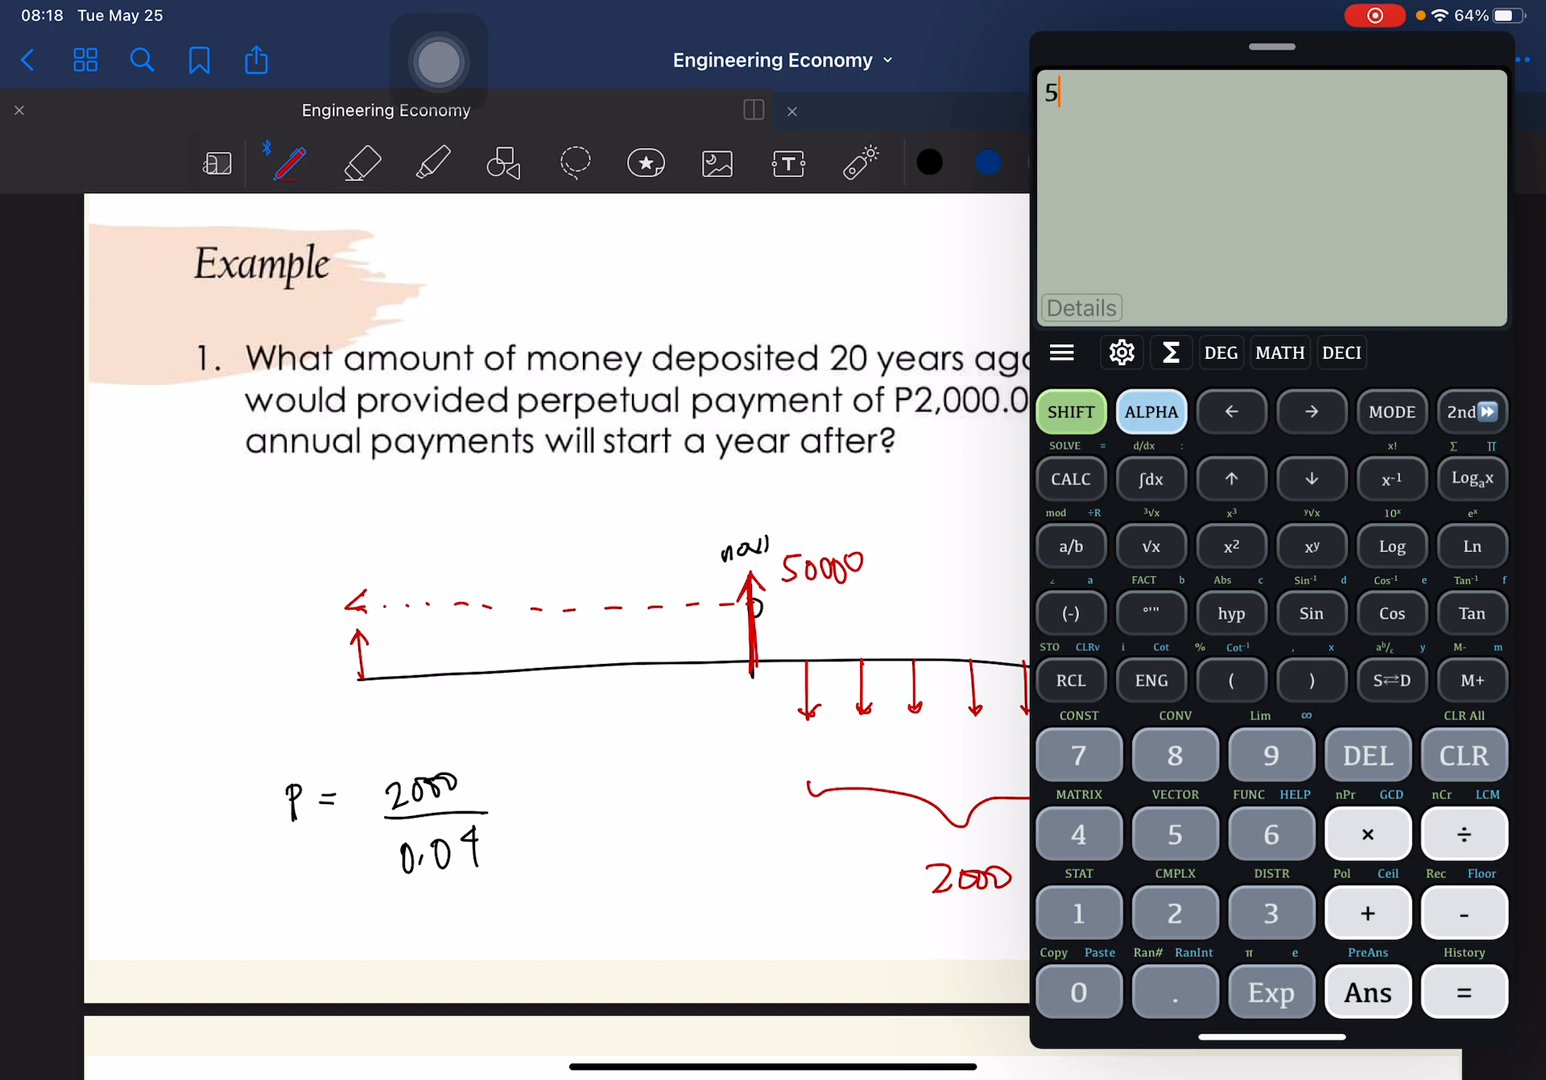 08:18 Tue May 25
64%
Engineering Economy
Engineering Economy
Example
1. What amount of money deposited 20 years ago
would provided perpetual payment of P2,000.0
annual payments will start a year after?
now
50000
P
P = 2000
0.04
2000
5
Details
DEG MATH DECI
SHIFT ALPHA ← → MODE 2nd
SOLVE = d/dx : x! Σ Π
CALC ∫dx ↑ ↓ x⁻¹ Logₐx
mod ÷R ³√x x³ ʸ√x 10ˣ eˣ
a/b √x x² xʸ Log Ln
∠ a FACT b Abs c Sin⁻¹ d Cos⁻¹ e Tan⁻¹ f
(-) °'" hyp Sin Cos Tan
STO CLRv i Cot % Cot⁻¹ , x aᵇ/c y M- m
RCL ENG ( ) S⇄D M+
CONST CONV Lim ∞ CLR All
7 8 9 DEL CLR
MATRIX VECTOR FUNC HELP nPr GCD nCr LCM
4 5 6 × ÷
STAT CMPLX DISTR Pol Ceil Rec Floor
1 2 3 + -
Copy Paste Ran# RanInt π e PreAns History
0 . Exp Ans =